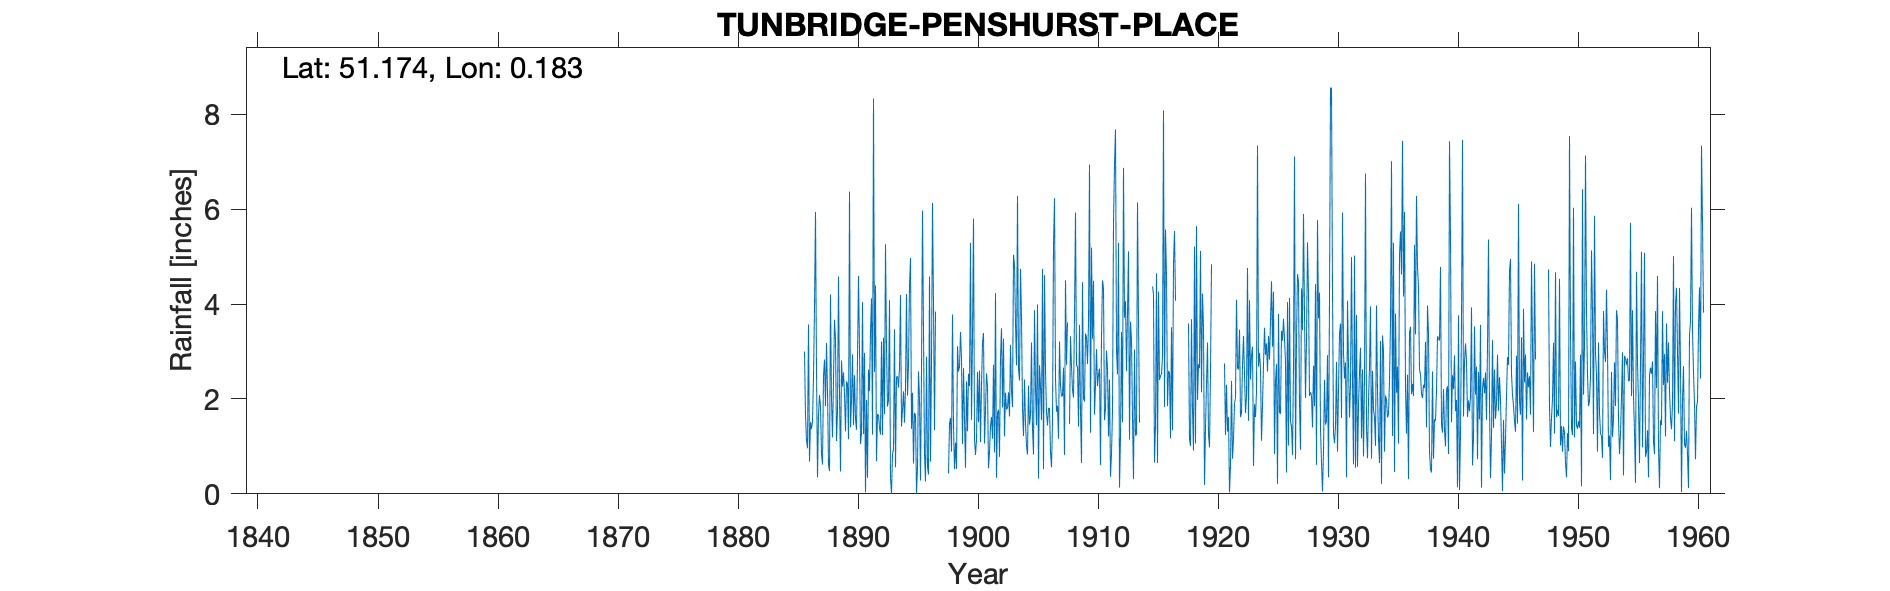 TUNBRIDGE-PENSHURST-PLACE
Lat: 51.174, Lon: 0.183
8
6
4
2
0
Rainfall [inches]
1840 1850 1860 1870 1880 1890 1900 1910 1920 1930 1940 1950 1960
Year